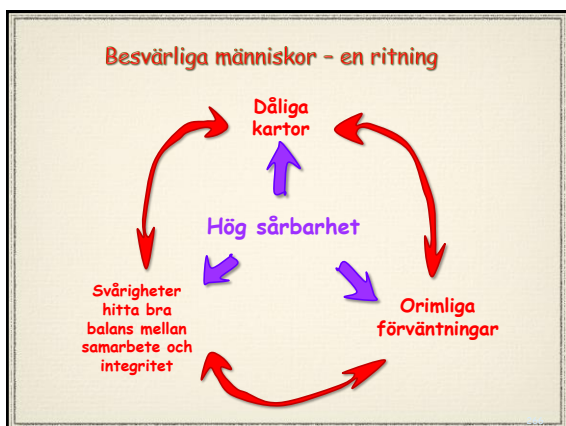 Besvärliga människor - en ritning
Dåliga
kartor
Hög sårbarhet
Svårigheter
hitta bra
balans mellan
samarbete och
integritet
Orimliga
förväntningar